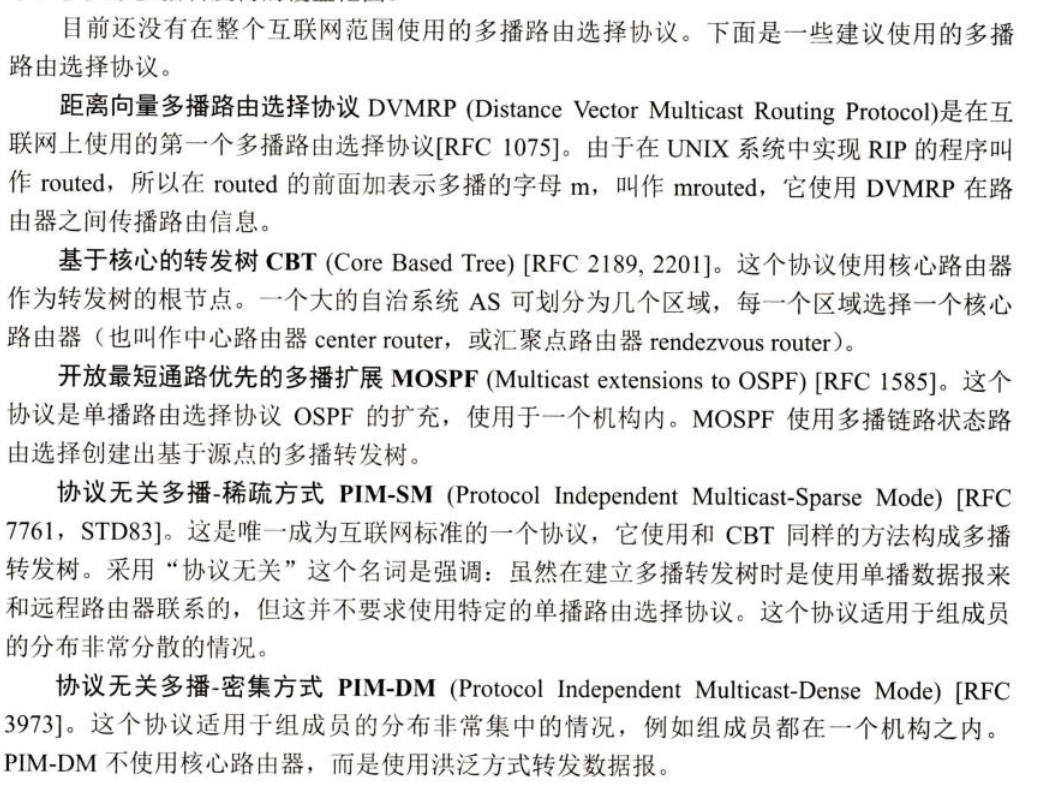 目前还没有在整个互联网范围使用的多播路由选择协议。下面是一些建议使用的多播
路由选择协议。
距离向量多播路由选择协议 DVMRP (Distance Vector Multicast Routing Protocol)是在互
联网上使用的第一个多播路由选择协议[RFC 1075]。由于在 UNIX 系统中实现 RIP 的程序叫
作 routed，所以在 routed 的前面加表示多播的字母 m，叫作 mrouted，它使用 DVMRP 在路
由器之间传播路由信息。
基于核心的转发树 CBT (Core Based Tree) [RFC 2189, 2201]。这个协议使用核心路由器
作为转发树的根节点。一个大的自治系统 AS 可划分为几个区域，每一个区域选择一个核心
路由器（也叫作中心路由器 center router，或汇聚点路由器 rendezvous router）。
开放最短通路优先的多播扩展 MOSPF (Multicast extensions to OSPF) [RFC 1585]。这个
协议是单播路由选择协议 OSPF 的扩充，使用于一个机构内。MOSPF 使用多播链路状态路
由选择创建出基于源点的多播转发树。
协议无关多播-稀疏方式 PIM-SM (Protocol Independent Multicast-Sparse Mode) [RFC
7761，STD83]。这是唯一成为互联网标准的一个协议，它使用和 CBT 同样的方法构成多播
转发树。采用“协议无关”这个名词是强调：虽然在建立多播转发树时是使用单播数据报来
和远程路由器联系的，但这并不要求使用特定的单播路由选择协议。这个协议适用于组成员
的分布非常分散的情况。
协议无关多播-密集方式 PIM-DM (Protocol Independent Multicast-Dense Mode) [RFC
3973]。这个协议适用于组成员的分布非常集中的情况，例如组成员都在一个机构之内。
PIM-DM 不使用核心路由器，而是使用洪泛方式转发数据报。